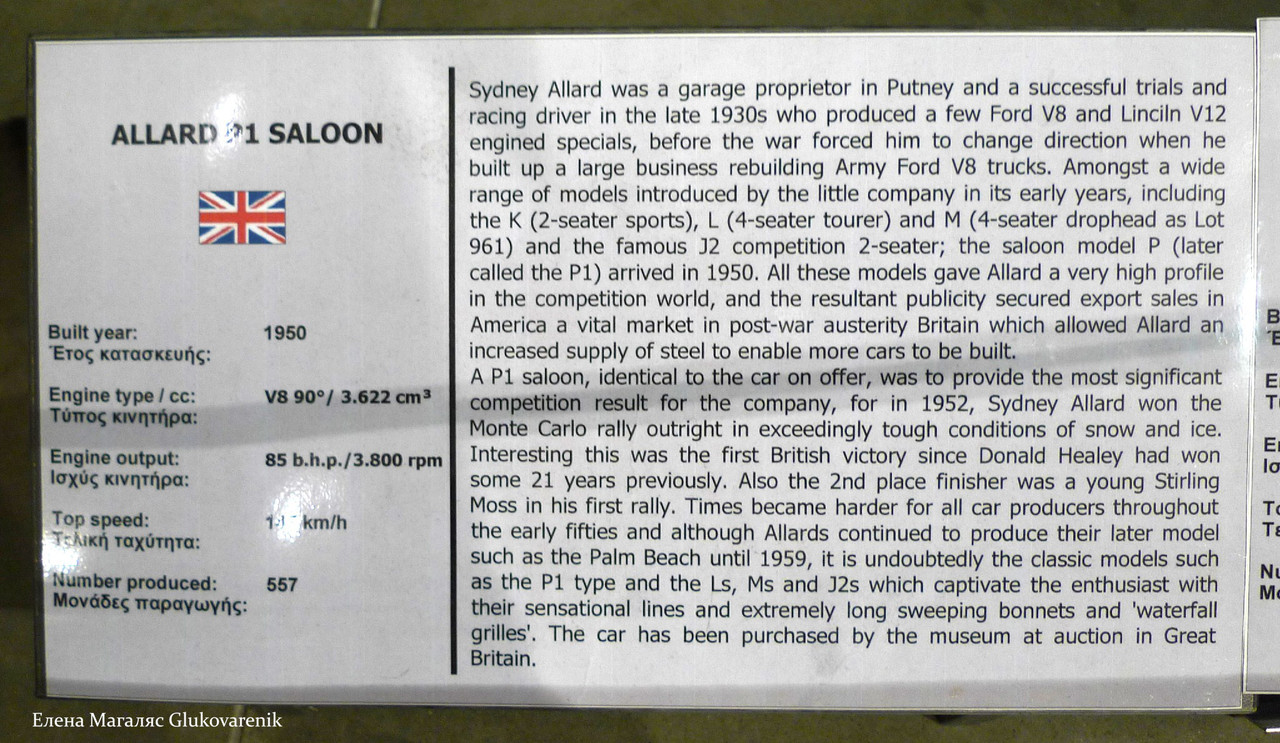 ALLARD P1 SALOON
Built year: 1950
Έτος κατασκευής:
Engine type / cc: V8 90°/ 3.622 cm³
Τύπος κινητήρα:
Engine output: 85 b.h.p./3.800 rpm
Ισχύς κινητήρα:
Top speed: km/h
Τελική ταχύτητα:
Number produced: 557
Μονάδες παραγωγής:
Sydney Allard was a garage proprietor in Putney and a successful trials and
racing driver in the late 1930s who produced a few Ford V8 and Linciln V12
engined specials, before the war forced him to change direction when he
built up a large business rebuilding Army Ford V8 trucks. Amongst a wide
range of models introduced by the little company in its early years, including
the K (2-seater sports), L (4-seater tourer) and M (4-seater drophead as Lot
961) and the famous J2 competition 2-seater; the saloon model P (later
called the P1) arrived in 1950. All these models gave Allard a very high profile
in the competition world, and the resultant publicity secured export sales in
America a vital market in post-war austerity Britain which allowed Allard an
increased supply of steel to enable more cars to be built.
A P1 saloon, identical to the car on offer, was to provide the most significant
competition result for the company, for in 1952, Sydney Allard won the
Monte Carlo rally outright in exceedingly tough conditions of snow and ice.
Interesting this was the first British victory since Donald Healey had won
some 21 years previously. Also the 2nd place finisher was a young Stirling
Moss in his first rally. Times became harder for all car producers throughout
the early fifties and although Allards continued to produce their later model
such as the Palm Beach until 1959, it is undoubtedly the classic models such
as the P1 type and the Ls, Ms and J2s which captivate the enthusiast with
their sensational lines and extremely long sweeping bonnets and 'waterfall
grilles'. The car has been purchased by the museum at auction in Great
Britain.
Елена Магаляс Glukovarenik